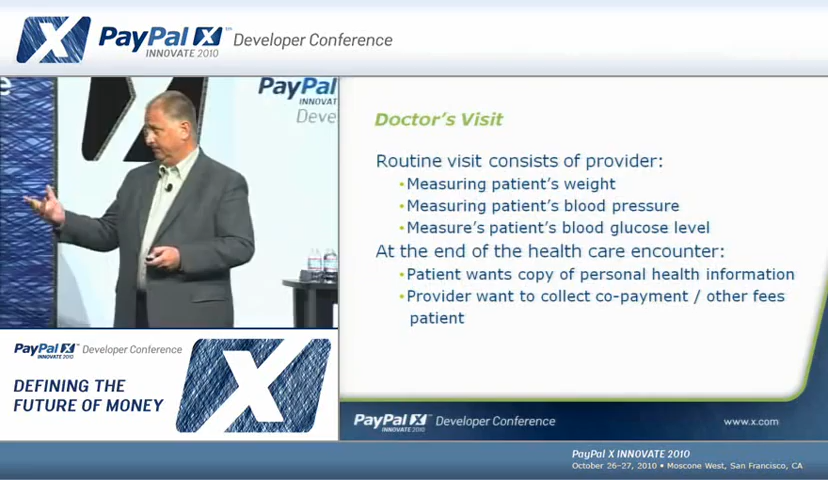 PayPal X Developer Conference
INNOVATE 2010
PayPal
INNOVAT
Deve
Doctor's Visit
Routine visit consists of provider:
•Measuring patient's weight
•Measuring patient's blood pressure
•Measure's patient's blood glucose level
At the end of the health care encounter:
•Patient wants copy of personal health information
•Provider want to collect co-payment / other fees
patient
PayPal X Developer Conference
INNOVATE 2010
DEFINING THE
FUTURE OF MONEY
X
PayPal X Developer Conference
INNOVATE 2010
www.x.com
PayPal X INNOVATE 2010
October 26-27, 2010 • Moscone West, San Francisco, CA